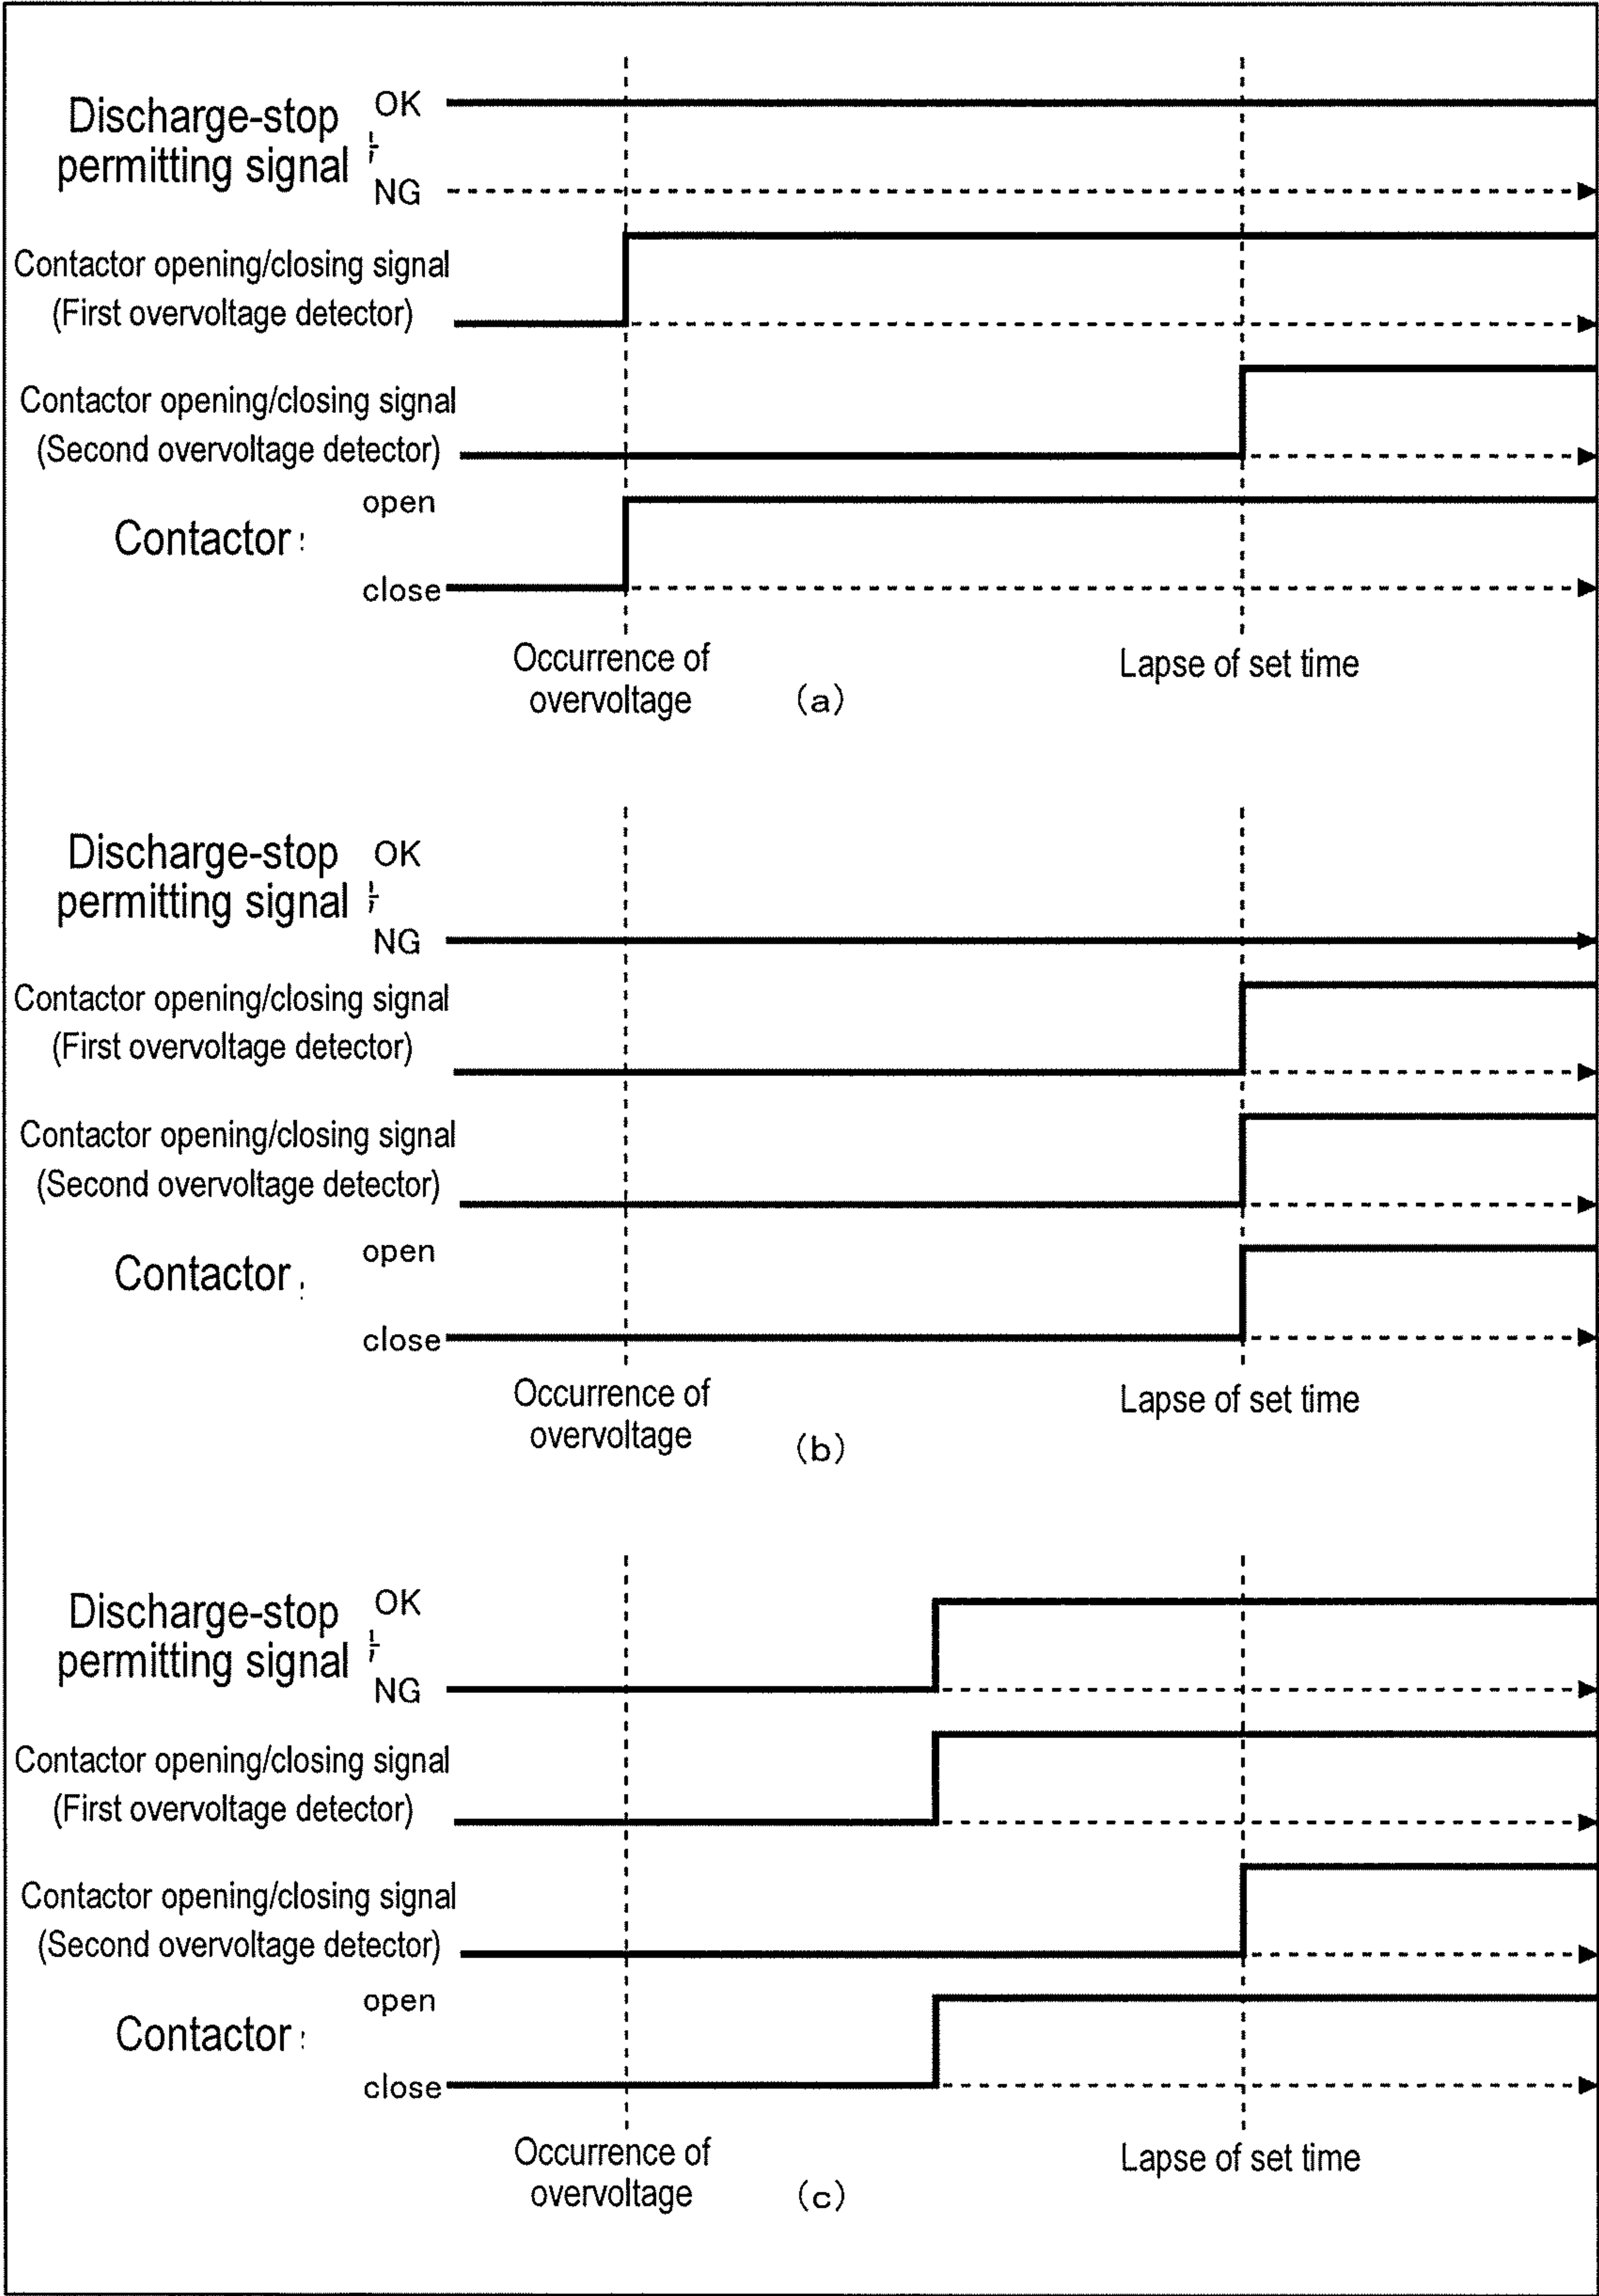 Discharge-stop
permitting signal
OK
NG
Contactor opening/closing signal
(First overvoltage detector)
Contactor opening/closing signal
(Second overvoltage detector)
Contactor
open
close
Occurrence of
overvoltage
Lapse of set time
(a)
Discharge-stop
permitting signal
OK
NG
Contactor opening/closing signal
(First overvoltage detector)
Contactor opening/closing signal
(Second overvoltage detector)
Contactor
open
close
Occurrence of
overvoltage
Lapse of set time
(b)
Discharge-stop
permitting signal
OK
NG
Contactor opening/closing signal
(First overvoltage detector)
Contactor opening/closing signal
(Second overvoltage detector)
Contactor
open
close
Occurrence of
overvoltage
Lapse of set time
(c)